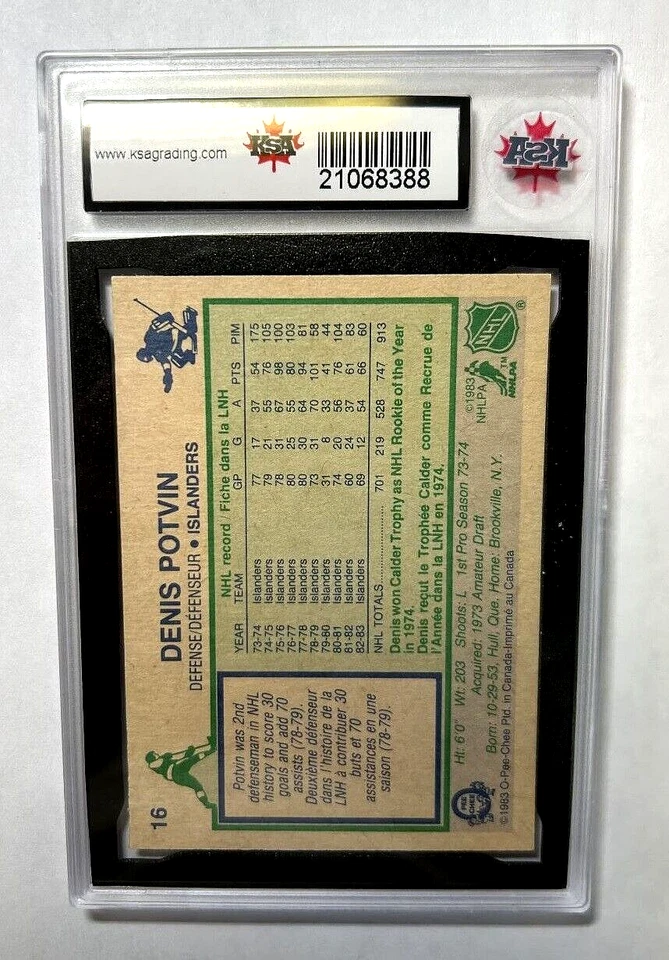 www.ksagrading.com
KSA
21068388
KSA
16
DENIS POTVIN
DEFENSE/DÉFENSEUR • ISLANDERS
Potvin was 2nd
defenseman in NHL
history to score 30
goals and add 70
assists (78-79).
Deuxième défenseur
dans l'histoire de la
LNH à contribuer 30
buts et 70
assistances en une
saison (78-79).
NHL record / Fiche dans la LNH
YEAR TEAM GP G A PTS PIM
73-74 Islanders 77 17 37 54 175
74-75 Islanders 79 21 55 76 105
75-76 Islanders 78 31 67 98 100
76-77 Islanders 80 25 55 80 103
77-78 Islanders 80 30 64 94 81
78-79 Islanders 73 31 70 101 58
79-80 Islanders 31 8 33 41 44
80-81 Islanders 74 20 56 76 104
81-82 Islanders 60 24 37 61 83
82-83 Islanders 69 12 54 66 60
NHL TOTALS.................... 701 219 528 747 913
Denis won Calder Trophy as NHL Rookie of the Year
in 1974.
Denis reçut le Trophée Calder comme Recrue de
l'Année dans la LNH en 1974.
Ht: 6'0" Wt: 203 Shoots: L 1st Pro Season 73-74
Acquired: 1973 Amateur Draft
Born: 10-29-53, Hull, Que. Home: Brookville, N.Y.
©1983 O-Pee-Chee Ptd. in Canada-Imprimé au Canada
O PEE CHEE
©1983
NHLPA
NHLPA
TM
NHL
®